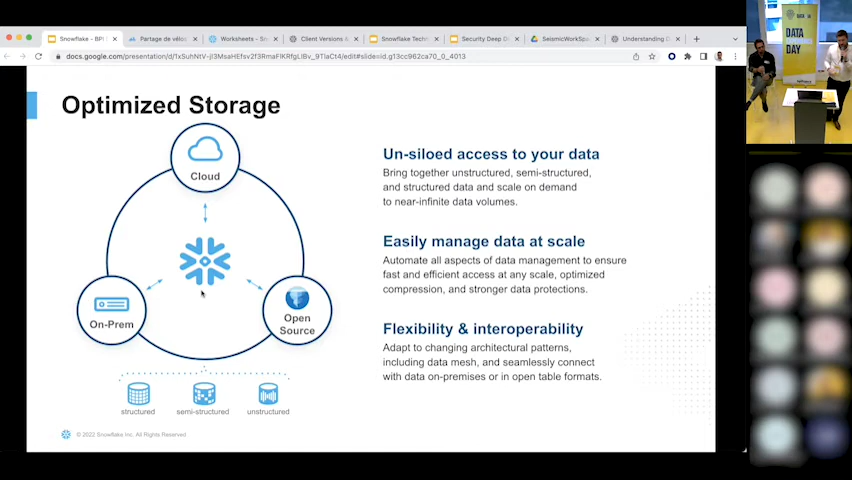 Snowflake – BPI
Partage de vélos
Worksheets – Sno
Client Versions &
Snowflake Techn
Security Deep D
SeismicWorkSpa
Understanding D
docs.google.com/presentation/d/1xSuhNtV-jl3MsaHEfsv2f3RmaFIKRfgLIBv_9TlaCt4/edit#slide=id.g13cc962ca70_0_4013
Optimized Storage
Cloud
On-Prem
Open
Source
structured
semi-structured
unstructured
Un-siloed access to your data
Bring together unstructured, semi-structured,
and structured data and scale on demand
to near-infinite data volumes.
Easily manage data at scale
Automate all aspects of data management to ensure
fast and efficient access at any scale, optimized
compression, and stronger data protections.
Flexibility & interoperability
Adapt to changing architectural patterns,
including data mesh, and seamlessly connect
with data on-premises or in open table formats.
© 2022 Snowflake Inc. All Rights Reserved
DATA
DAY